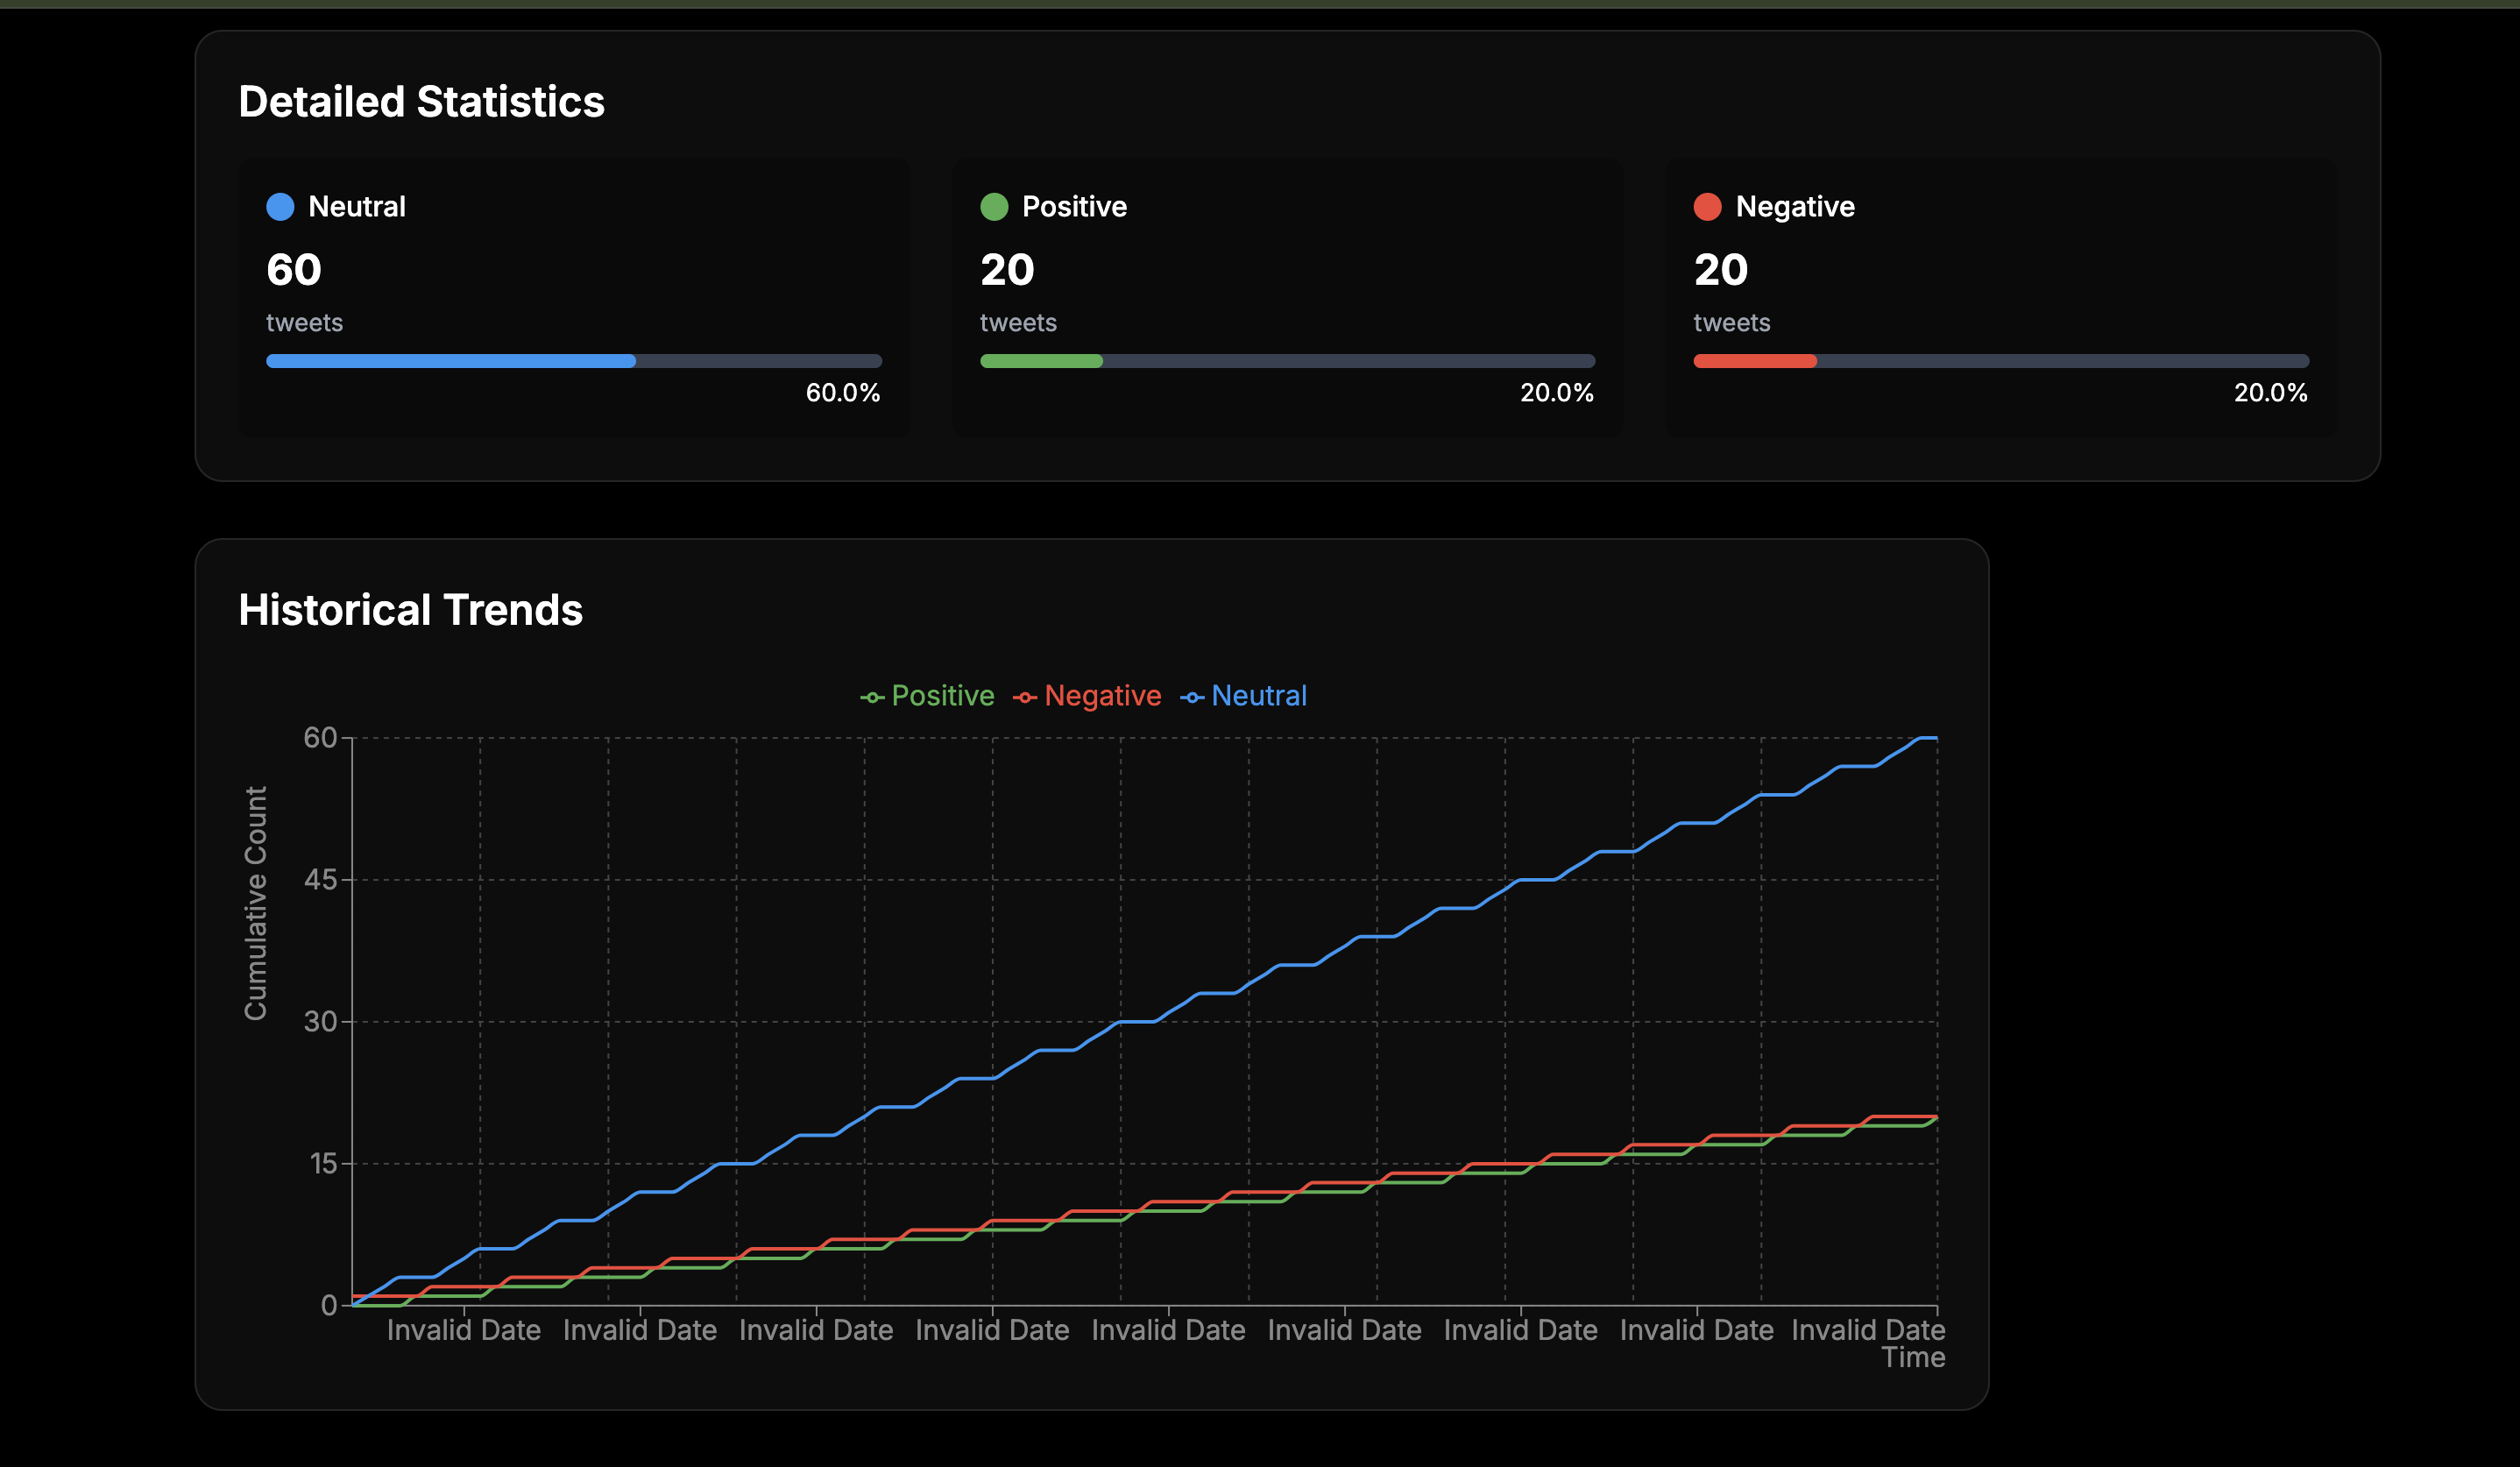 Detailed Statistics
Neutral
60
tweets
60.0%
Positive
20
tweets
20.0%
Negative
20
tweets
20.0%
Historical Trends
Positive Negative Neutral
Cumulative Count
60
45
30
15
0
Invalid Date Invalid Date Invalid Date Invalid Date Invalid Date Invalid Date Invalid Date Invalid Date Invalid Date
Time